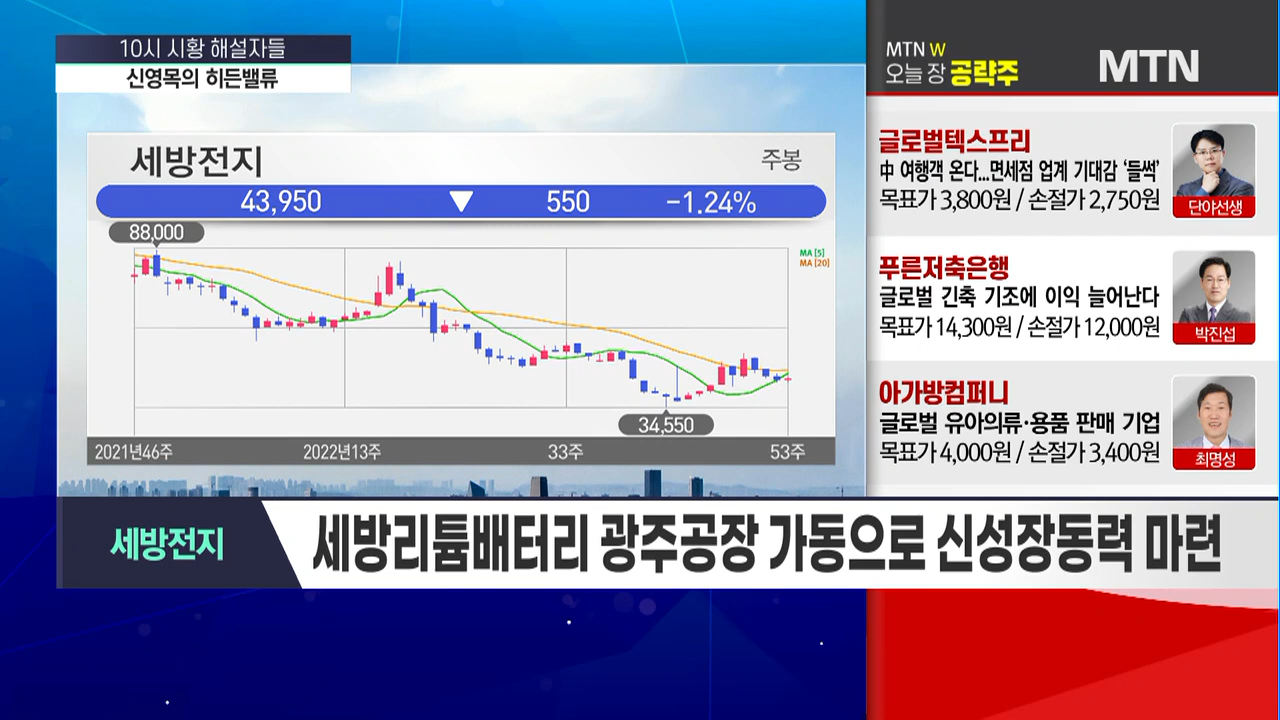 10시 시황 해설자들
신영목의 히든밸류
세방전지
주봉
43,950 ▼ 550 -1.24%
88,000
MA [5]
MA [20]
34,550
2021년46주 2022년13주 33주 53주
세방전지
세방리튬배터리 광주공장 가동으로 신성장동력 마련
MTN W
오늘 장 공략주
MTN
글로벌텍스프리
中 여행객 온다...면세점 업계 기대감 ‘들썩’
목표가 3,800원 / 손절가 2,750원
단야선생
푸른저축은행
글로벌 긴축 기조에 이익 늘어난다
목표가 14,300원 / 손절가 12,000원
박진섭
아가방컴퍼니
글로벌 유아의류·용품 판매 기업
목표가 4,000원 / 손절가 3,400원
최명성